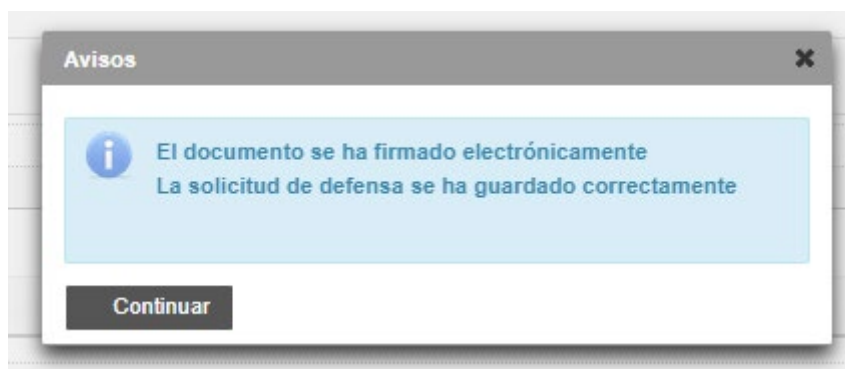 Avisos
El documento se ha firmado electrónicamente
La solicitud de defensa se ha guardado correctamente
Continuar